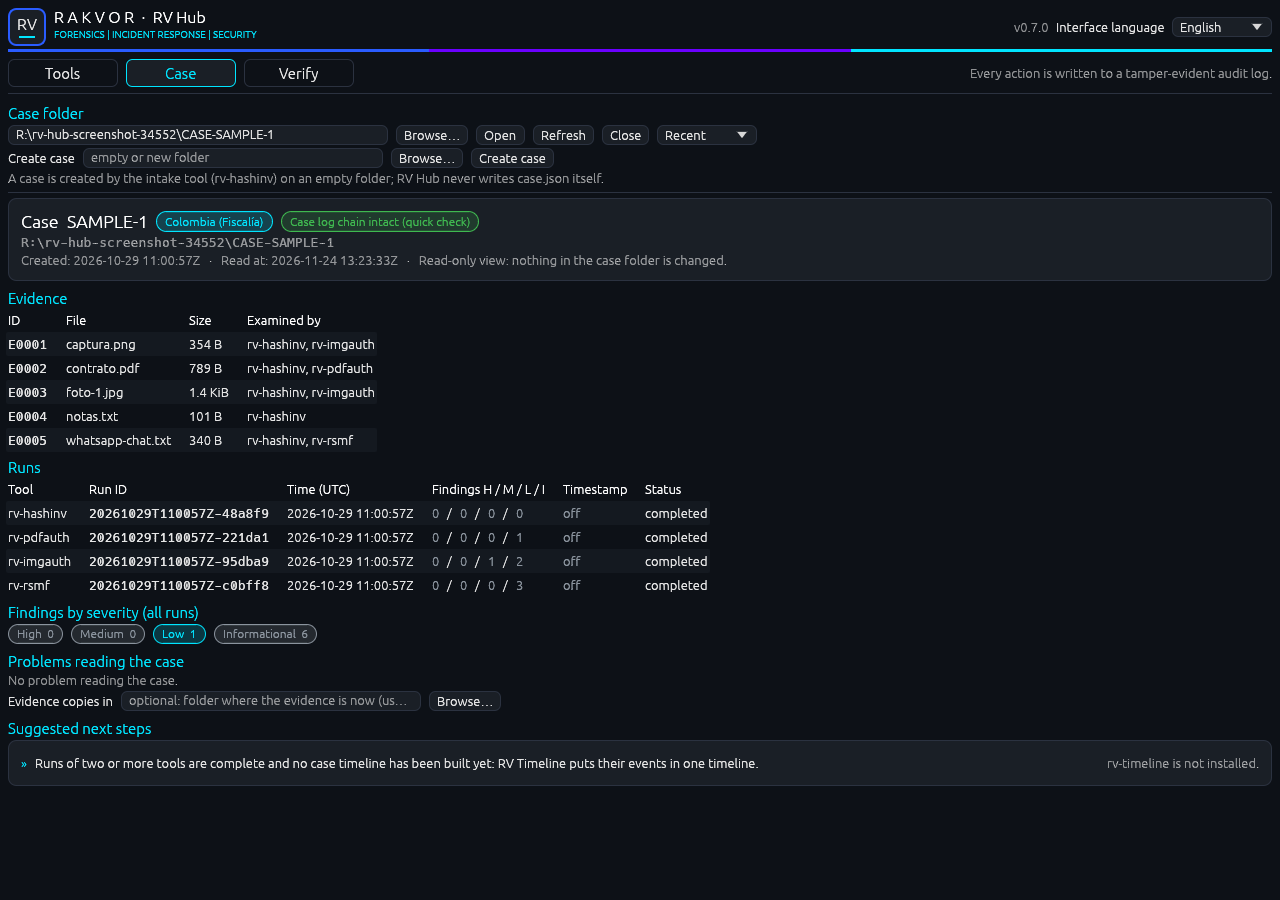 RV
RAKVOR · RV Hub
FORENSICS | INCIDENT RESPONSE | SECURITY
v0.7.0 Interface language English
Tools Case Verify
Every action is written to a tamper-evident audit log.
Case folder
R:\rv-hub-screenshot-34552\CASE-SAMPLE-1 Browse... Open Refresh Close Recent
Create case empty or new folder Browse... Create case
A case is created by the intake tool (rv-hashinv) on an empty folder; RV Hub never writes case.json itself.
Case SAMPLE-1 Colombia (Fiscalía) Case log chain intact (quick check)
R:\rv-hub-screenshot-34552\CASE-SAMPLE-1
Created: 2026-10-29 11:00:57Z · Read at: 2026-11-24 13:23:33Z · Read-only view: nothing in the case folder is changed.
Evidence
ID File Size Examined by
E0001 captura.png 354 B rv-hashinv, rv-imgauth
E0002 contrato.pdf 789 B rv-hashinv, rv-pdfauth
E0003 foto-1.jpg 1.4 KiB rv-hashinv, rv-imgauth
E0004 notas.txt 101 B rv-hashinv
E0005 whatsapp-chat.txt 340 B rv-hashinv, rv-rsmf
Runs
Tool Run ID Time (UTC) Findings H / M / L / I Timestamp Status
rv-hashinv 20261029T110057Z-48a8f9 2026-10-29 11:00:57Z 0 / 0 / 0 / 0 off completed
rv-pdfauth 20261029T110057Z-221da1 2026-10-29 11:00:57Z 0 / 0 / 0 / 1 off completed
rv-imgauth 20261029T110057Z-95dba9 2026-10-29 11:00:57Z 0 / 0 / 1 / 2 off completed
rv-rsmf 20261029T110057Z-c0bff8 2026-10-29 11:00:57Z 0 / 0 / 0 / 3 off completed
Findings by severity (all runs)
High 0 Medium 0 Low 1 Informational 6
Problems reading the case
No problem reading the case.
Evidence copies in optional: folder where the evidence is now (us... Browse...
Suggested next steps
» Runs of two or more tools are complete and no case timeline has been built yet: RV Timeline puts their events in one timeline. rv-timeline is not installed.